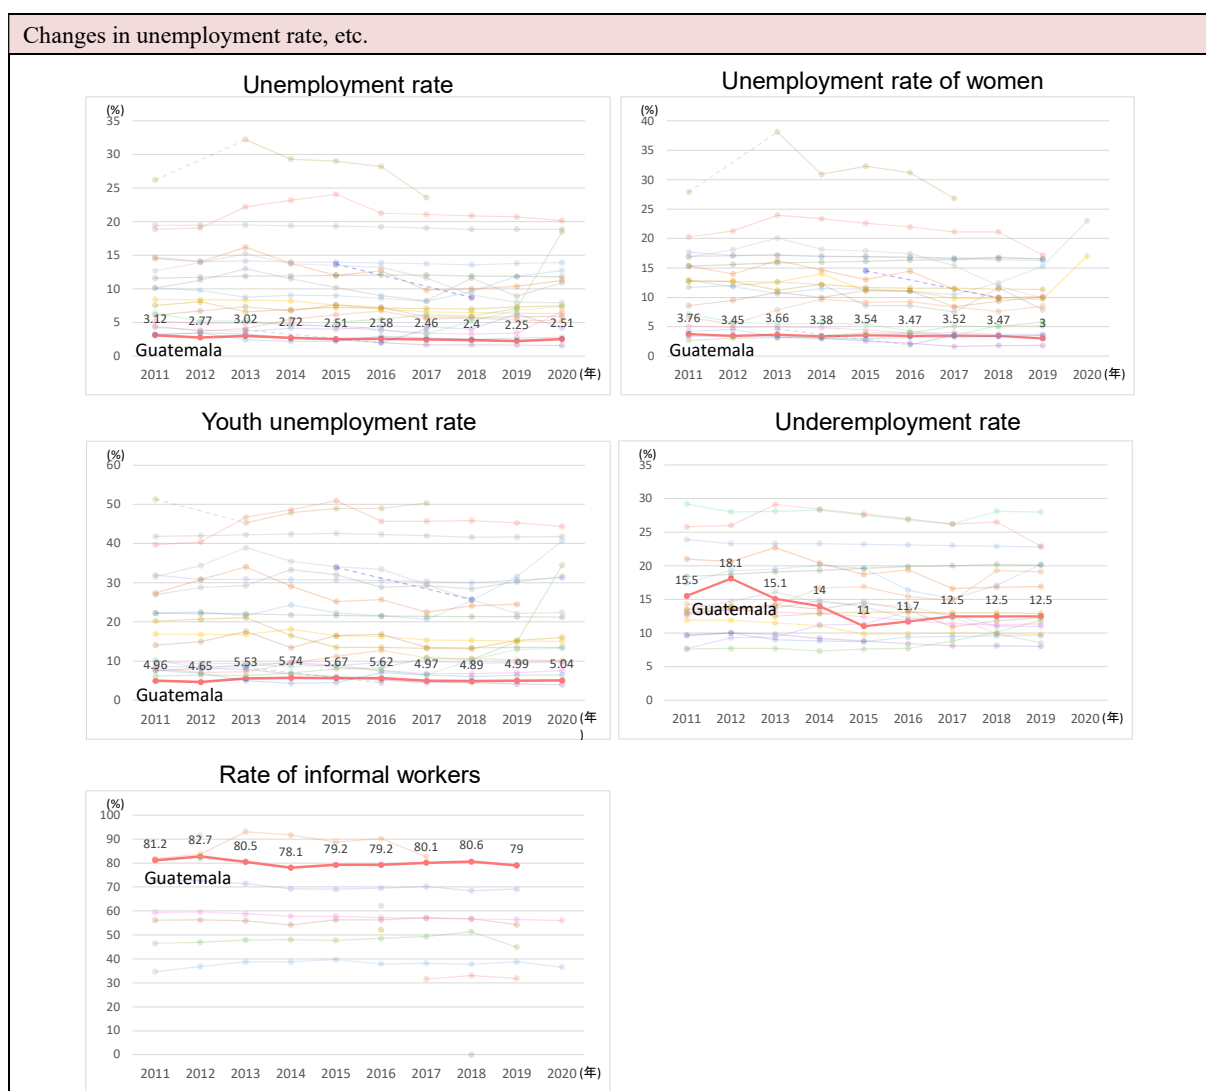 Changes in unemployment rate, etc.
Unemployment rate
(%)
35
30
25
20
15
10
5
0
3.12 2.77 3.02 2.72 2.51 2.58 2.46 2.4 2.25 2.51
Guatemala
2011 2012 2013 2014 2015 2016 2017 2018 2019 2020 (年)
Unemployment rate of women
(%)
40
35
30
25
20
15
10
5
0
3.76 3.45 3.66 3.38 3.54 3.47 3.52 3.47 3
Guatemala
2011 2012 2013 2014 2015 2016 2017 2018 2019 2020 (年)
Youth unemployment rate
(%)
60
50
40
30
20
10
0
4.96 4.65 5.53 5.74 5.67 5.62 4.97 4.89 4.99 5.04
Guatemala
2011 2012 2013 2014 2015 2016 2017 2018 2019 2020 (年
)
Underemployment rate
(%)
35
30
25
20
15
10
5
0
15.5 18.1 15.1 14 11 11.7 12.5 12.5 12.5
Guatemala
2011 2012 2013 2014 2015 2016 2017 2018 2019 2020 (年)
Rate of informal workers
(%)
100
90
80
70
60
50
40
30
20
10
0
81.2 82.7 80.5 78.1 79.2 79.2 80.1 80.6 79
Guatemala
2011 2012 2013 2014 2015 2016 2017 2018 2019 2020 (年)